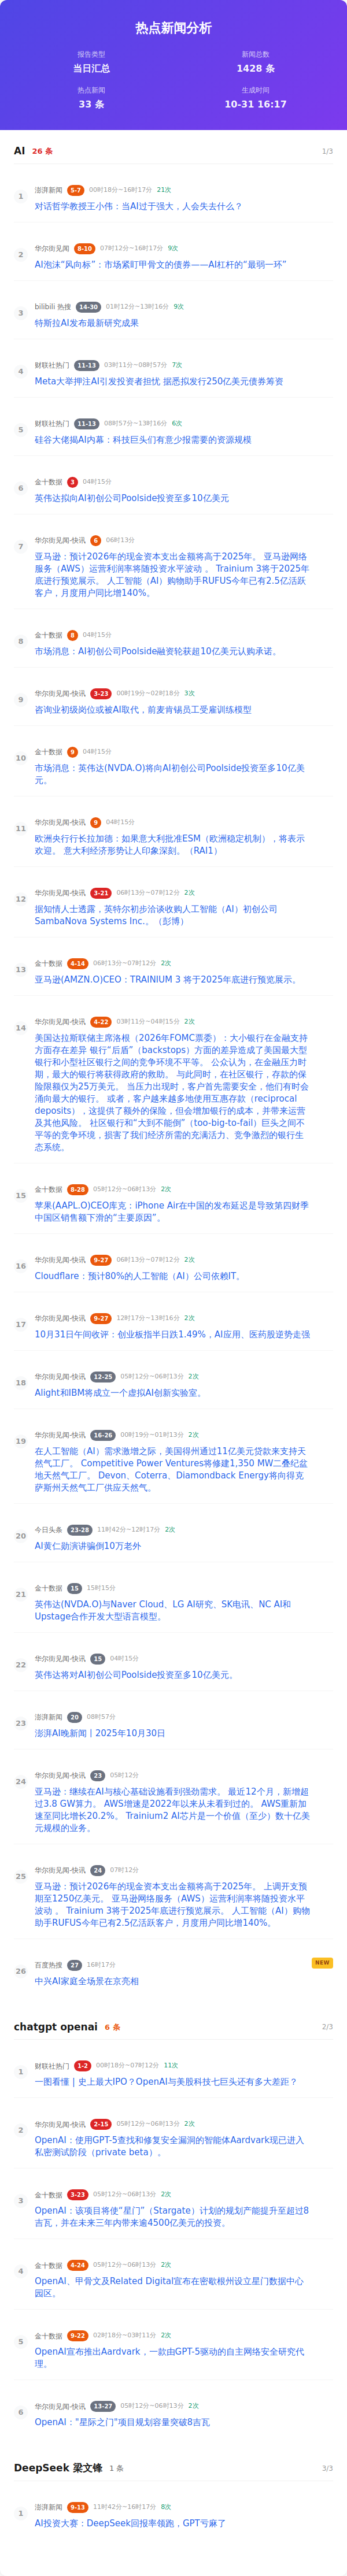 热点新闻分析
报告类型
新闻总数
当日汇总
1428 条
热点新闻
生成时间
33 条
10-31 16:17
AI 26 条 1/3
1 澎湃新闻 5-7 00时18分~16时17分 21次
对话哲学教授王小伟：当AI过于强大，人会失去什么？
2 华尔街见闻 8-10 07时12分~16时17分 9次
AI泡沫“风向标”：市场紧盯甲骨文的债券——AI杠杆的“最弱一环”
3 bilibili 热搜 14-30 01时12分~13时16分 9次
特斯拉AI发布最新研究成果
4 财联社热门 11-13 03时11分~08时57分 7次
Meta大举押注AI引发投资者担忧 据悉拟发行250亿美元债券筹资
5 财联社热门 11-13 08时57分~13时16分 6次
硅谷大佬揭AI内幕：科技巨头们有意少报需要的资源规模
6 金十数据 3 04时15分
英伟达拟向AI初创公司Poolside投资至多10亿美元
7 华尔街见闻-快讯 6 06时13分
亚马逊：预计2026年的现金资本支出金额将高于2025年。 亚马逊网络
服务（AWS）运营利润率将随投资水平波动 。 Trainium 3将于2025年
底进行预览展示。 人工智能（AI）购物助手RUFUS今年已有2.5亿活跃
客户，月度用户同比增140%。
8 金十数据 8 04时15分
市场消息：AI初创公司Poolside融资轮获超10亿美元认购承诺。
9 华尔街见闻-快讯 3-23 00时19分~02时18分 3次
咨询业初级岗位或被AI取代，前麦肯锡员工受雇训练模型
10 金十数据 9 04时15分
市场消息：英伟达(NVDA.O)将向AI初创公司Poolside投资至多10亿美
元。
11 华尔街见闻-快讯 9 04时15分
欧洲央行行长拉加德：如果意大利批准ESM（欧洲稳定机制），将表示
欢迎。 意大利经济形势让人印象深刻。（RAI1）
12 华尔街见闻-快讯 3-21 06时13分~07时12分 2次
据知情人士透露，英特尔初步洽谈收购人工智能（AI）初创公司
SambaNova Systems Inc.。（彭博）
13 金十数据 4-14 06时13分~07时12分 2次
亚马逊(AMZN.O)CEO：TRAINIUM 3 将于2025年底进行预览展示。
14 华尔街见闻-快讯 4-22 03时11分~04时15分 2次
美国达拉斯联储主席洛根（2026年FOMC票委）：大小银行在金融支持
方面存在差异 银行“后盾”（backstops）方面的差异造成了美国最大型
银行和小型社区银行之间的竞争环境不平等。 公众认为，在金融压力时
期，最大的银行将获得政府的救助。 与此同时，在社区银行，存款的保
险限额仅为25万美元。 当压力出现时，客户首先需要安全，他们有时会
涌向最大的银行。 或者，客户越来越多地使用互惠存款（reciprocal
deposits），这提供了额外的保险，但会增加银行的成本，并带来运营
及其他风险。 社区银行和“大到不能倒”（too-big-to-fail）巨头之间不
平等的竞争环境，损害了我们经济所需的充满活力、竞争激烈的银行生
态系统。
15 金十数据 8-28 05时12分~06时13分 2次
苹果(AAPL.O)CEO库克：iPhone Air在中国的发布延迟是导致第四财季
中国区销售额下滑的“主要原因”。
16 华尔街见闻-快讯 9-27 06时13分~07时12分 2次
Cloudflare：预计80%的人工智能（AI）公司依赖IT。
17 华尔街见闻-快讯 9-27 12时17分~13时16分 2次
10月31日午间收评：创业板指半日跌1.49%，AI应用、医药股逆势走强
18 华尔街见闻-快讯 12-25 05时12分~06时13分 2次
Alight和IBM将成立一个虚拟AI创新实验室。
19 华尔街见闻-快讯 16-26 00时19分~01时13分 2次
在人工智能（AI）需求激增之际，美国得州通过11亿美元贷款来支持天
然气工厂。 Competitive Power Ventures将修建1,350 MW二叠纪盆
地天然气工厂。 Devon、Coterra、Diamondback Energy将向得克
萨斯州天然气工厂供应天然气。
20 今日头条 23-28 11时42分~12时17分 2次
AI黄仁勋演讲骗倒10万老外
21 金十数据 15 15时15分
英伟达(NVDA.O)与Naver Cloud、LG AI研究、SK电讯、NC AI和
Upstage合作开发大型语言模型。
22 华尔街见闻-快讯 15 04时15分
英伟达将对AI初创公司Poolside投资至多10亿美元。
23 澎湃新闻 20 08时57分
澎湃AI晚新闻 | 2025年10月30日
24 华尔街见闻-快讯 23 05时12分
亚马逊：继续在AI与核心基础设施看到强劲需求。 最近12个月，新增超
过3.8 GW算力。 AWS增速是2022年以来从未看到过的。 AWS重新加
速至同比增长20.2%。 Trainium2 AI芯片是一个价值（至少）数十亿美
元规模的业务。
25 华尔街见闻-快讯 24 07时12分
亚马逊：预计2026年的现金资本支出金额将高于2025年。 上调开支预
期至1250亿美元。 亚马逊网络服务（AWS）运营利润率将随投资水平
波动 。 Trainium 3将于2025年底进行预览展示。 人工智能（AI）购物
助手RUFUS今年已有2.5亿活跃客户，月度用户同比增140%。
26 百度热搜 27 16时17分 NEW
中兴AI家庭全场景在京亮相
chatgpt openai 6 条 2/3
1 财联社热门 1-2 00时18分~07时12分 11次
一图看懂 | 史上最大IPO？OpenAI与美股科技七巨头还有多大差距？
2 华尔街见闻-快讯 2-15 05时12分~06时13分 2次
OpenAI：使用GPT-5查找和修复安全漏洞的智能体Aardvark现已进入
私密测试阶段（private beta）。
3 金十数据 3-23 05时12分~06时13分 2次
OpenAI：该项目将使“星门”（Stargate）计划的规划产能提升至超过8
吉瓦，并在未来三年内带来逾4500亿美元的投资。
4 金十数据 4-24 05时12分~06时13分 2次
OpenAI、甲骨文及Related Digital宣布在密歇根州设立星门数据中心
园区。
5 金十数据 9-22 02时18分~03时11分 2次
OpenAI宣布推出Aardvark，一款由GPT-5驱动的自主网络安全研究代
理。
6 华尔街见闻-快讯 13-27 05时12分~06时13分 2次
OpenAI："星际之门"项目规划容量突破8吉瓦
DeepSeek 梁文锋 1 条 3/3
1 澎湃新闻 9-13 11时42分~16时17分 8次
AI投资大赛：DeepSeek回报率领跑，GPT亏麻了